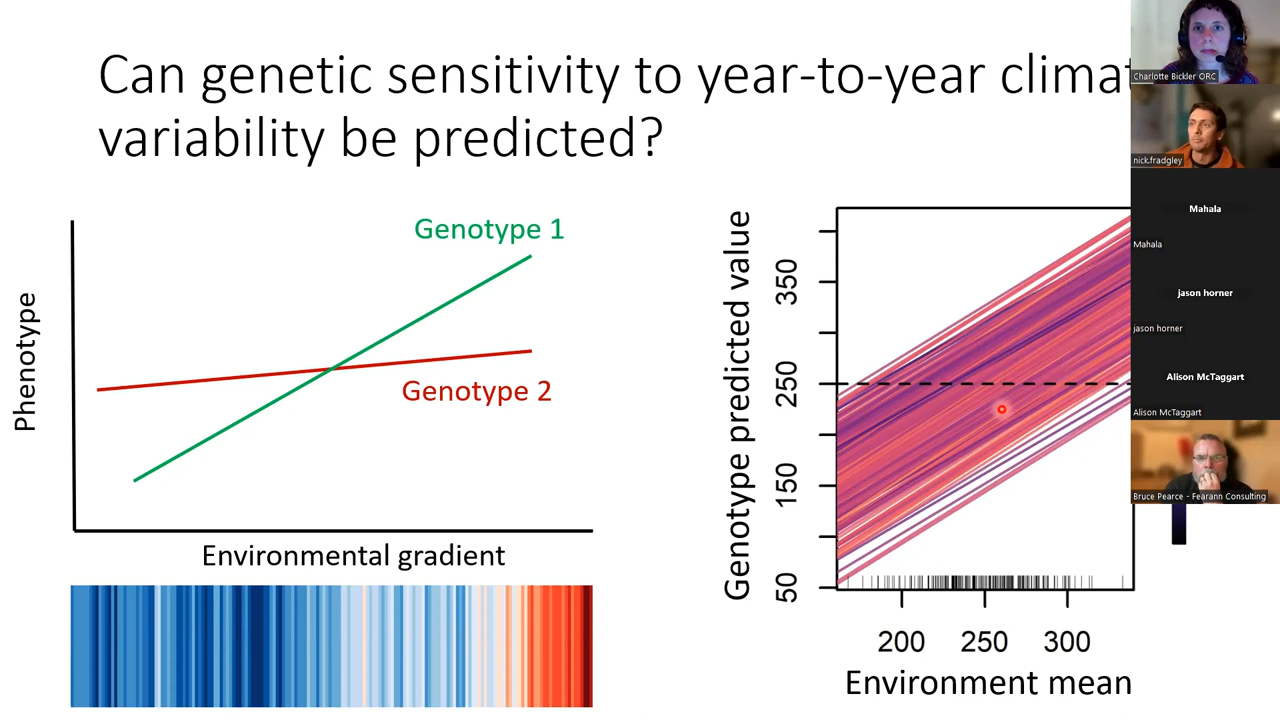 Can genetic sensitivity to year-to-year climat
variability be predicted?
Phenotype
Genotype 1
Genotype 2
Environmental gradient
Genotype predicted value
350
250
150
50
200 250 300
Environment mean
Charlotte Bickler ORC
nick.fradgley
Mahala
Mahala
jason horner
jason horner
Alison McTaggart
Alison McTaggart
Bruce Pearce - Fearann Consulting